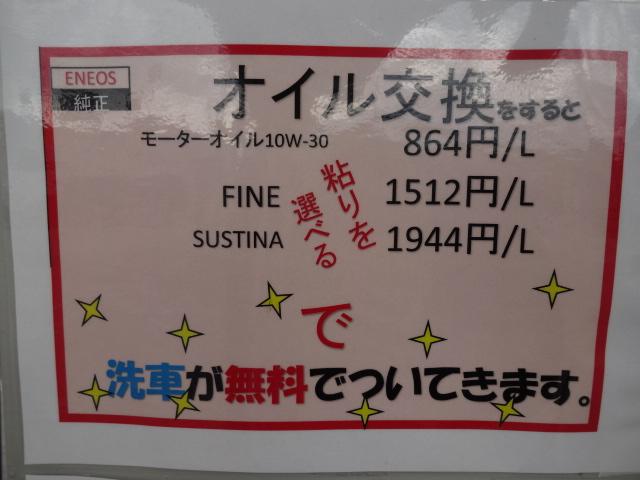 ENEOS
純正
オイル交換をすると
モーターオイル10W-30 864円/L
FINE 1512円/L
SUSTINA 1944円/L
粘りを
選べる
で
洗車が無料でついてきます。